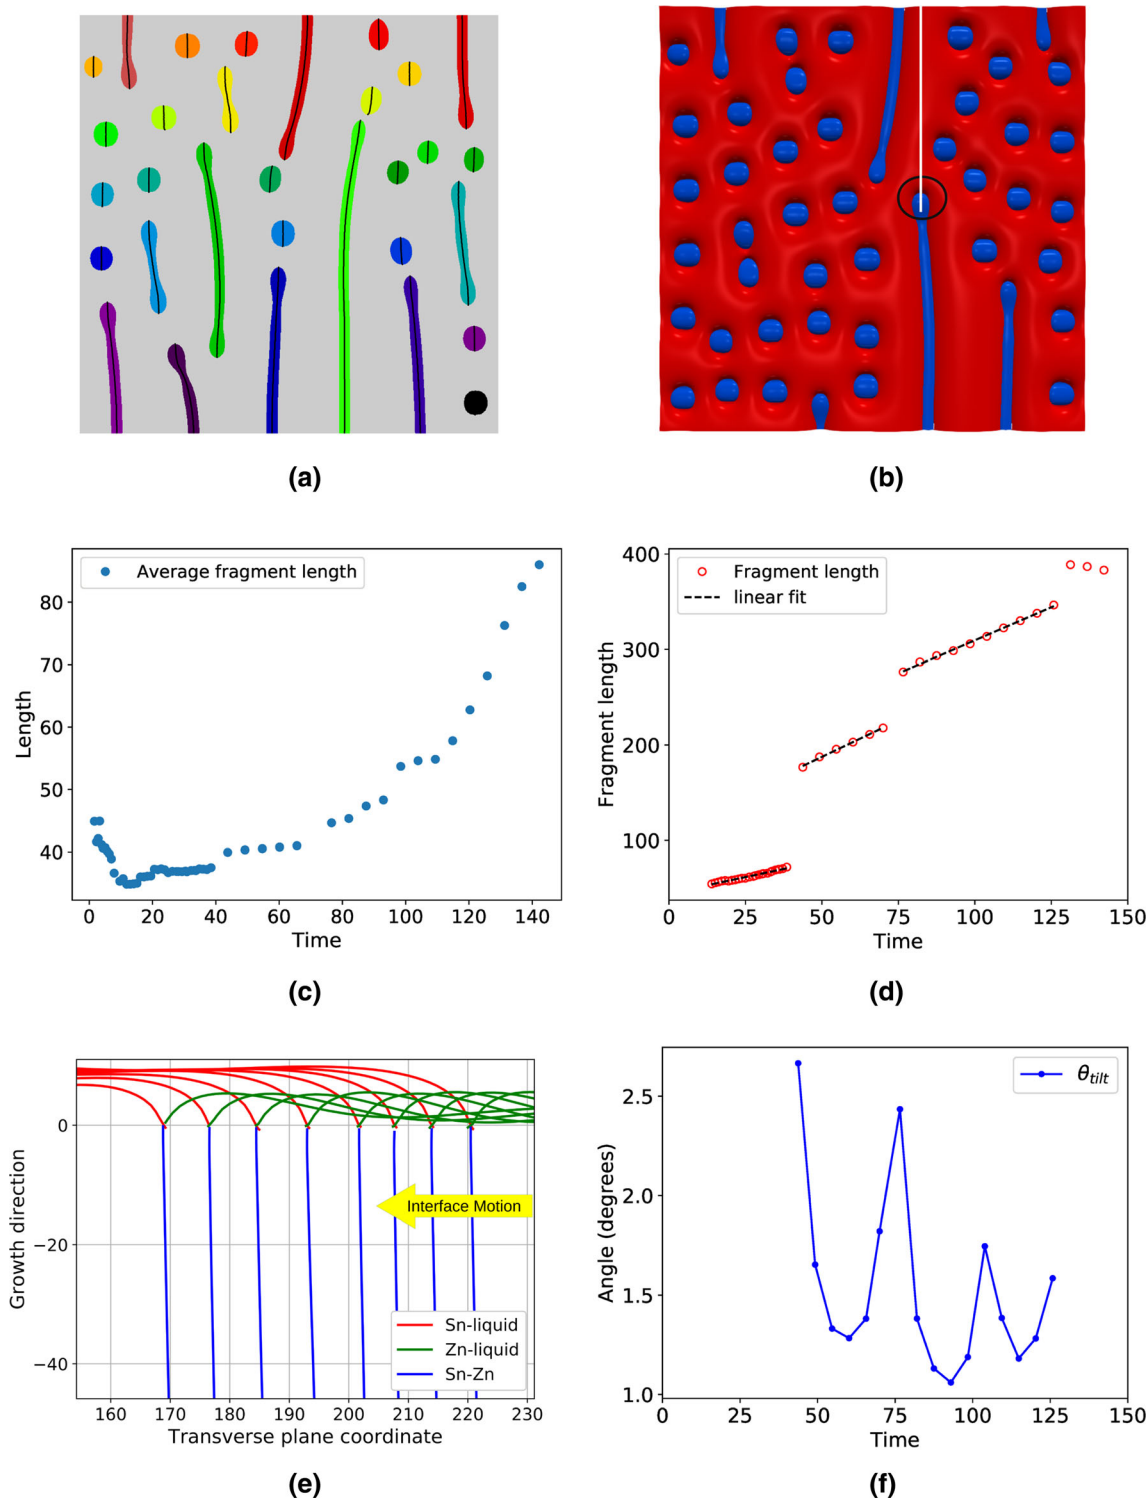 (a)
(b)
Average fragment length
80
70
60
50
40
Length
0 20 40 60 80 100 120 140
Time
(c)
Fragment length
linear fit
400
300
200
100
Fragment length
0 25 50 75 100 125 150
Time
(d)
0
−20
−40
Growth direction
Interface Motion
Sn-liquid
Zn-liquid
Sn-Zn
160 170 180 190 200 210 220 230
Transverse plane coordinate
(e)
θtilt
2.5
2.0
1.5
1.0
Angle (degrees)
0 25 50 75 100 125 150
Time
(f)